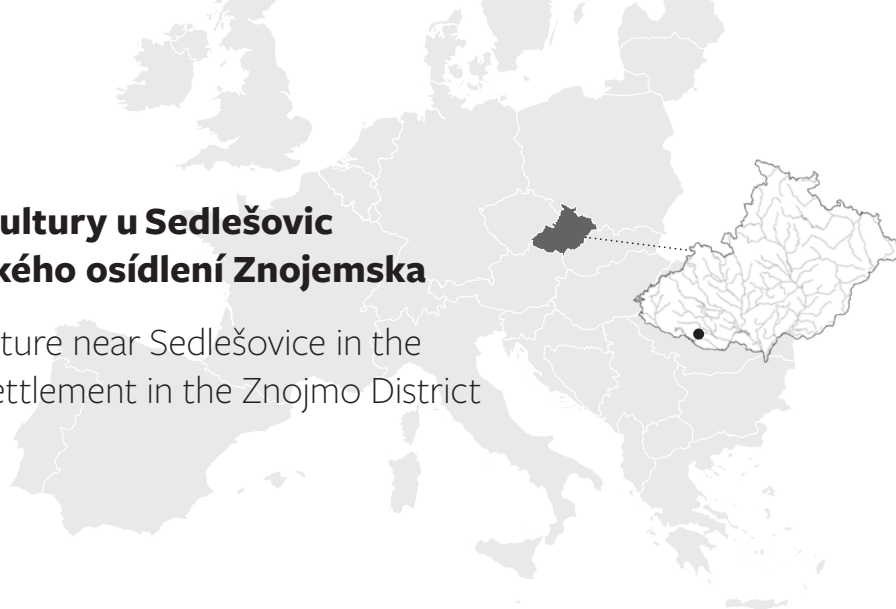 ultury u Sedlešovic
kého osídlení Znojemska
ture near Sedlešovice in the
ettlement in the Znojmo District